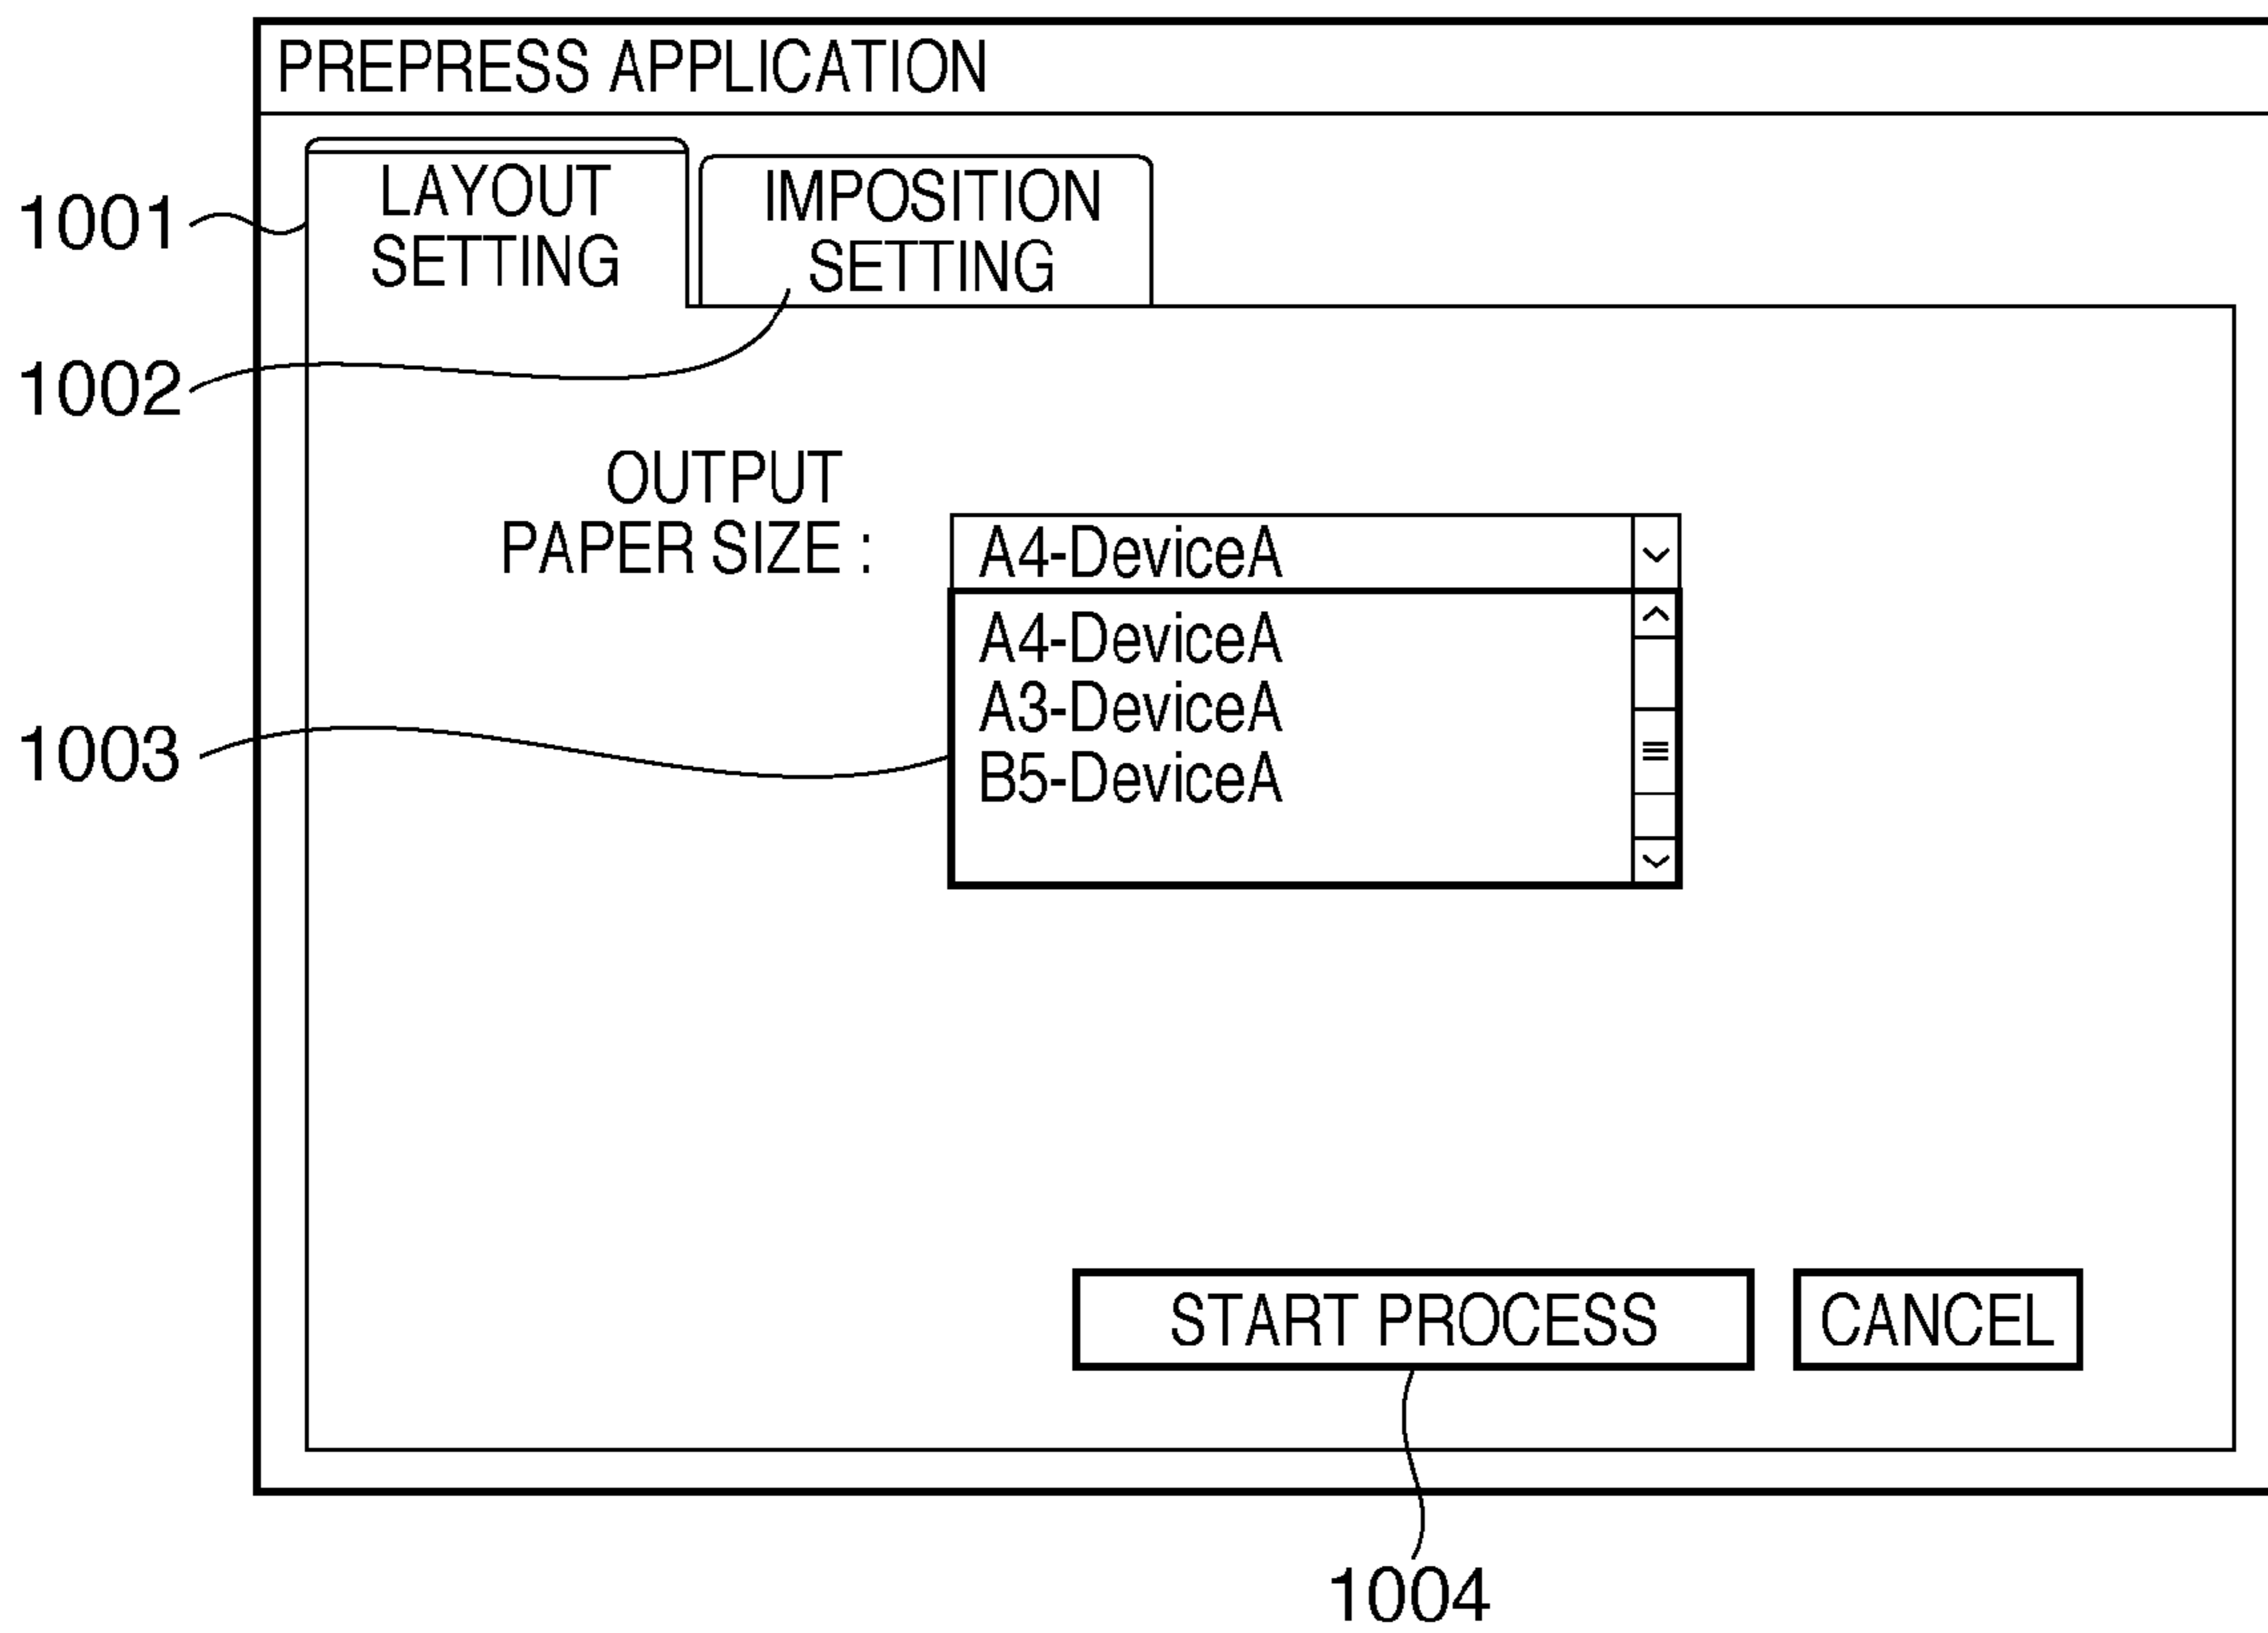 PREPRESS APPLICATION
LAYOUT
SETTING
IMPOSITION
SETTING
1001
1002
OUTPUT
PAPER SIZE :
A4-DeviceA
A4-DeviceA
A3-DeviceA
B5-DeviceA
1003
START PROCESS
CANCEL
1004